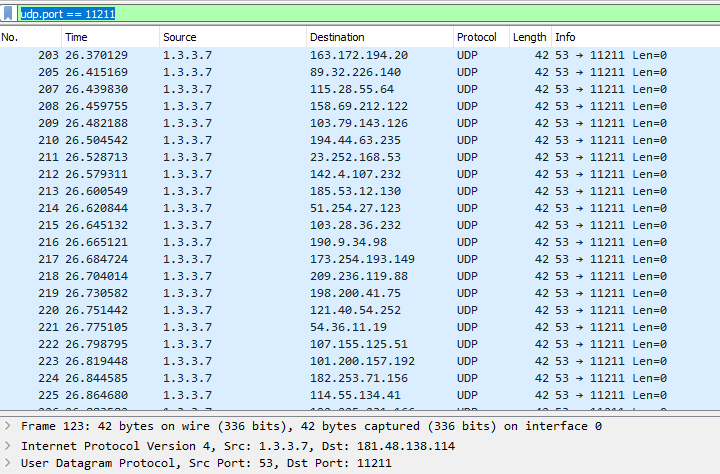 udp.port == 11211
No. Time Source Destination Protocol Length Info
203 26.370129 1.3.3.7 163.172.194.20 UDP 42 53 → 11211 Len=0
205 26.415169 1.3.3.7 89.32.226.140 UDP 42 53 → 11211 Len=0
207 26.439830 1.3.3.7 115.28.55.64 UDP 42 53 → 11211 Len=0
208 26.459755 1.3.3.7 158.69.212.122 UDP 42 53 → 11211 Len=0
209 26.482188 1.3.3.7 103.79.143.126 UDP 42 53 → 11211 Len=0
210 26.504542 1.3.3.7 194.44.63.235 UDP 42 53 → 11211 Len=0
211 26.528713 1.3.3.7 23.252.168.53 UDP 42 53 → 11211 Len=0
212 26.579311 1.3.3.7 142.4.107.232 UDP 42 53 → 11211 Len=0
213 26.600549 1.3.3.7 185.53.12.130 UDP 42 53 → 11211 Len=0
214 26.620844 1.3.3.7 51.254.27.123 UDP 42 53 → 11211 Len=0
215 26.645132 1.3.3.7 103.28.36.232 UDP 42 53 → 11211 Len=0
216 26.665121 1.3.3.7 190.9.34.98 UDP 42 53 → 11211 Len=0
217 26.684724 1.3.3.7 173.254.193.149 UDP 42 53 → 11211 Len=0
218 26.704014 1.3.3.7 209.236.119.88 UDP 42 53 → 11211 Len=0
219 26.730582 1.3.3.7 198.200.41.75 UDP 42 53 → 11211 Len=0
220 26.751442 1.3.3.7 121.40.54.252 UDP 42 53 → 11211 Len=0
221 26.775105 1.3.3.7 54.36.11.19 UDP 42 53 → 11211 Len=0
222 26.798795 1.3.3.7 107.155.125.51 UDP 42 53 → 11211 Len=0
223 26.819448 1.3.3.7 101.200.157.192 UDP 42 53 → 11211 Len=0
224 26.844585 1.3.3.7 182.253.71.156 UDP 42 53 → 11211 Len=0
225 26.864680 1.3.3.7 114.55.134.41 UDP 42 53 → 11211 Len=0
Frame 123: 42 bytes on wire (336 bits), 42 bytes captured (336 bits) on interface 0
Internet Protocol Version 4, Src: 1.3.3.7, Dst: 181.48.138.114
User Datagram Protocol, Src Port: 53, Dst Port: 11211